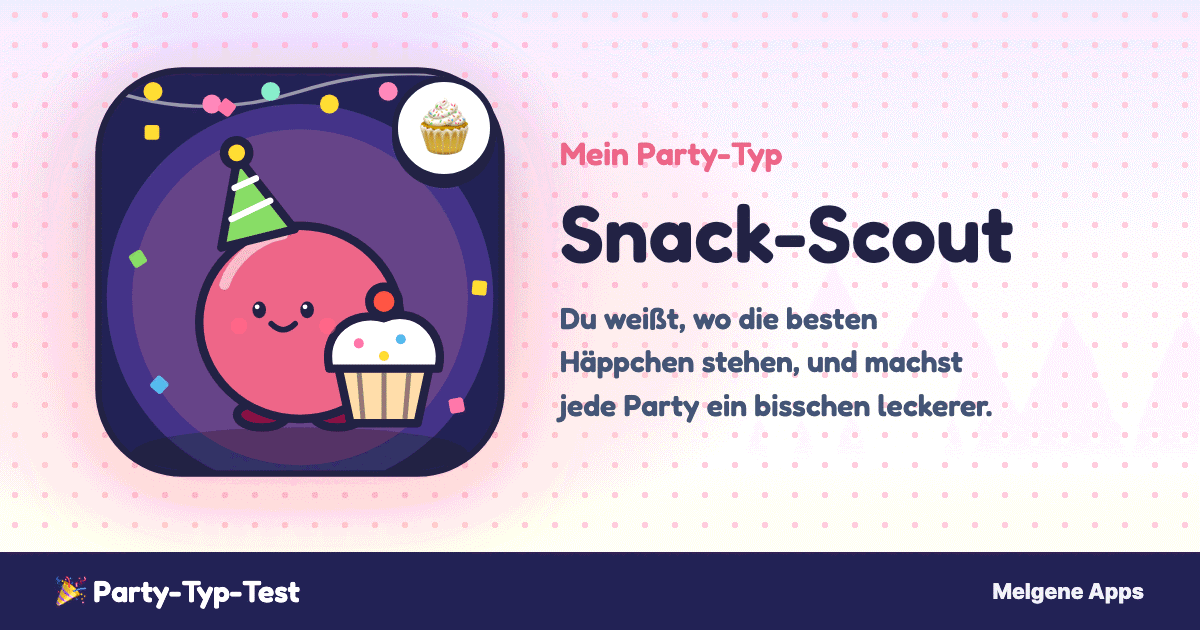 Mein Party-Typ
Snack-Scout
Du weißt, wo die besten
Häppchen stehen, und machst
jede Party ein bisschen leckerer.
Party-Typ-Test
Melgene Apps